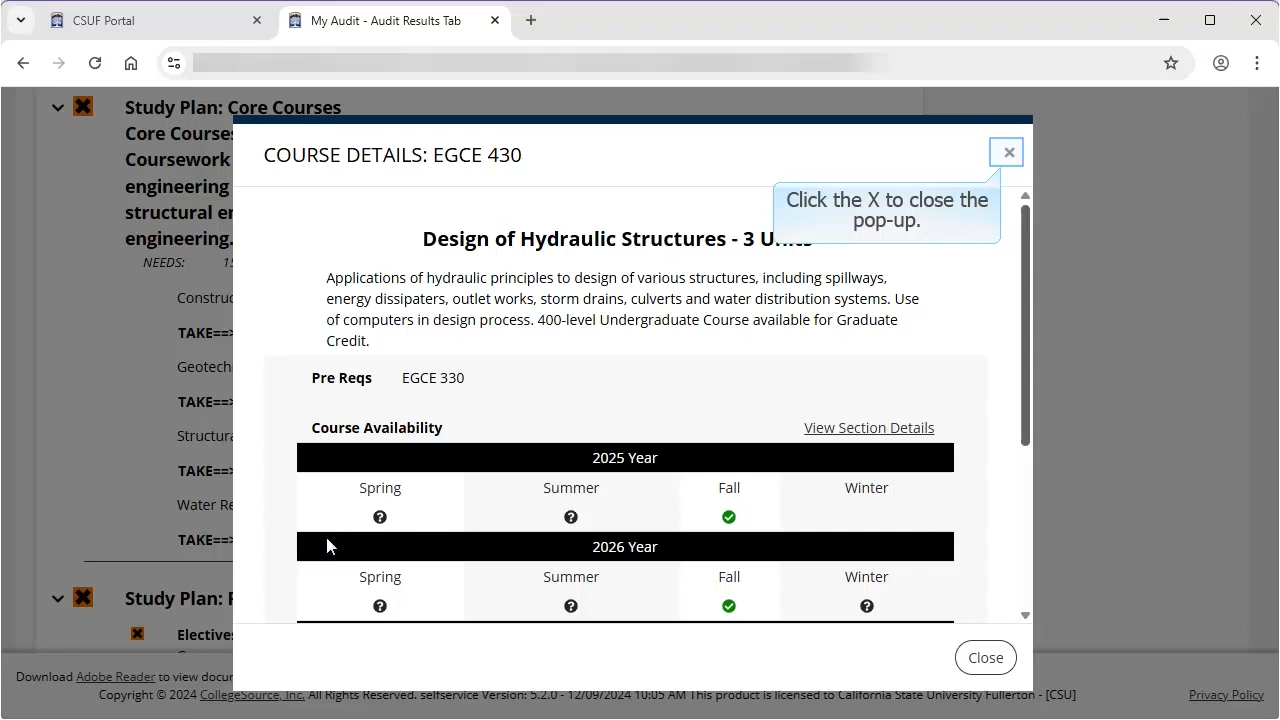 CSUF Portal
My Audit - Audit Results Tab
Study Plan: Core Courses
Core Courses
Coursework
engineering
structural
engineering.
NEEDS:
COURSE DETAILS: EGCE 430
Click the X to close the
pop-up.
Design of Hydraulic Structures - 3 Units
Applications of hydraulic principles to design of various structures, including spillways,
energy dissipaters, outlet works, storm drains, culverts and water distribution systems. Use
of computers in design process. 400-level Undergraduate Course available for Graduate
Credit.
Pre Reqs EGCE 330
Course Availability View Section Details
2025 Year
Spring Summer Fall Winter
2026 Year
Spring Summer Fall Winter
Close
TAKE==>
TAKE==>
TAKE==>
TAKE==>
Study Plan:
Electives
Download Adobe Reader to view
Copyright © 2024 CollegeSource, Inc. All Rights Reserved. selfservice Version: 5.2.0 - 12/09/2024 10:05 AM This product is licensed to California State University Fullerton - [CSU]
Privacy Policy